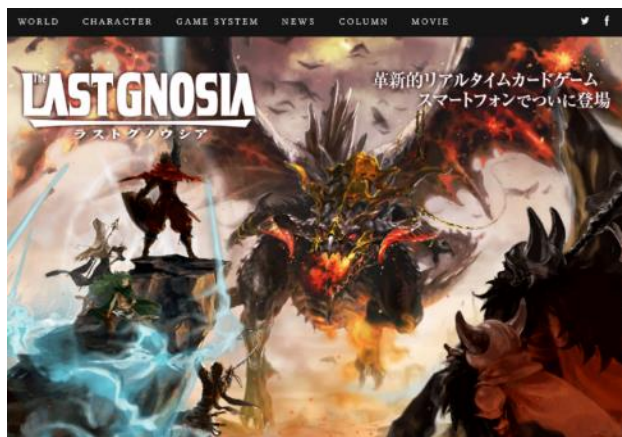 WORLD CHARACTER GAME SYSTEM NEWS COLUMN MOVIE
The
LAST GNOSIA
ラストグノウシア
革新的リアルタイムカードゲーム
スマートフォンでついに登場